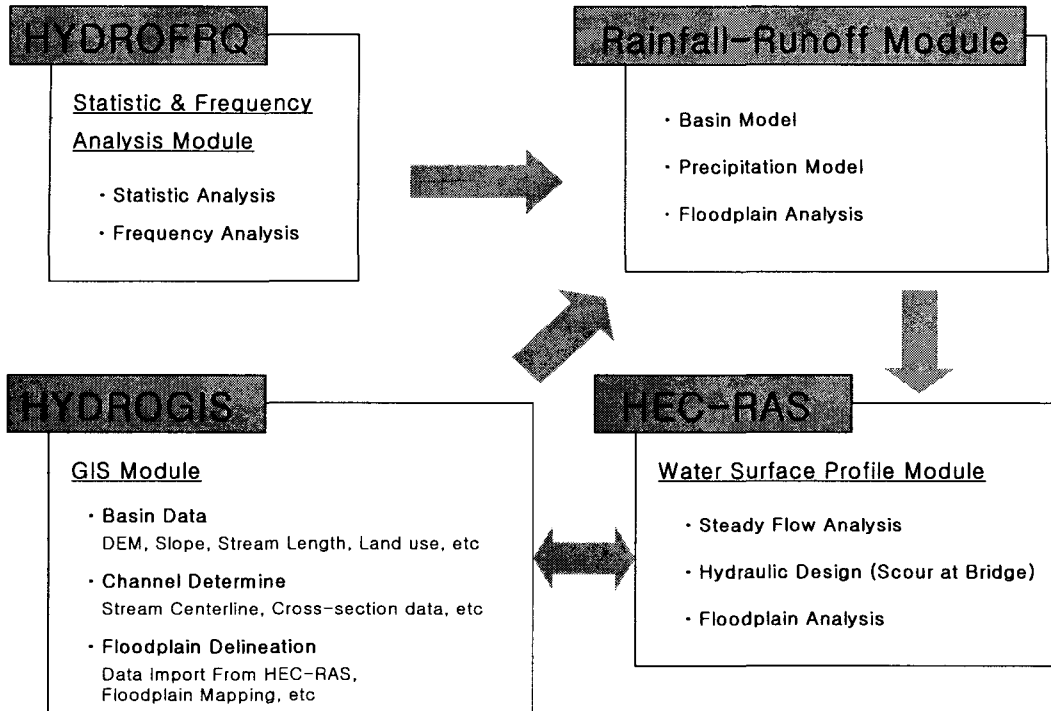 HYDROFRQ
Statistic & Frequency
Analysis Module
· Statistic Analysis
· Frequency Analysis
Rainfall-Runoff Module
· Basin Model
· Precipitation Model
· Floodplain Analysis
HYDROGIS
GIS Module
· Basin Data
DEM, Slope, Stream Length, Land use, etc
· Channel Determine
Stream Centerline, Cross-section data, etc
· Floodplain Delineation
Data Import From HEC-RAS,
Floodplain Mapping, etc
HEC-RAS
Water Surface Profile Module
· Steady Flow Analysis
· Hydraulic Design (Scour at Bridge)
· Floodplain Analysis